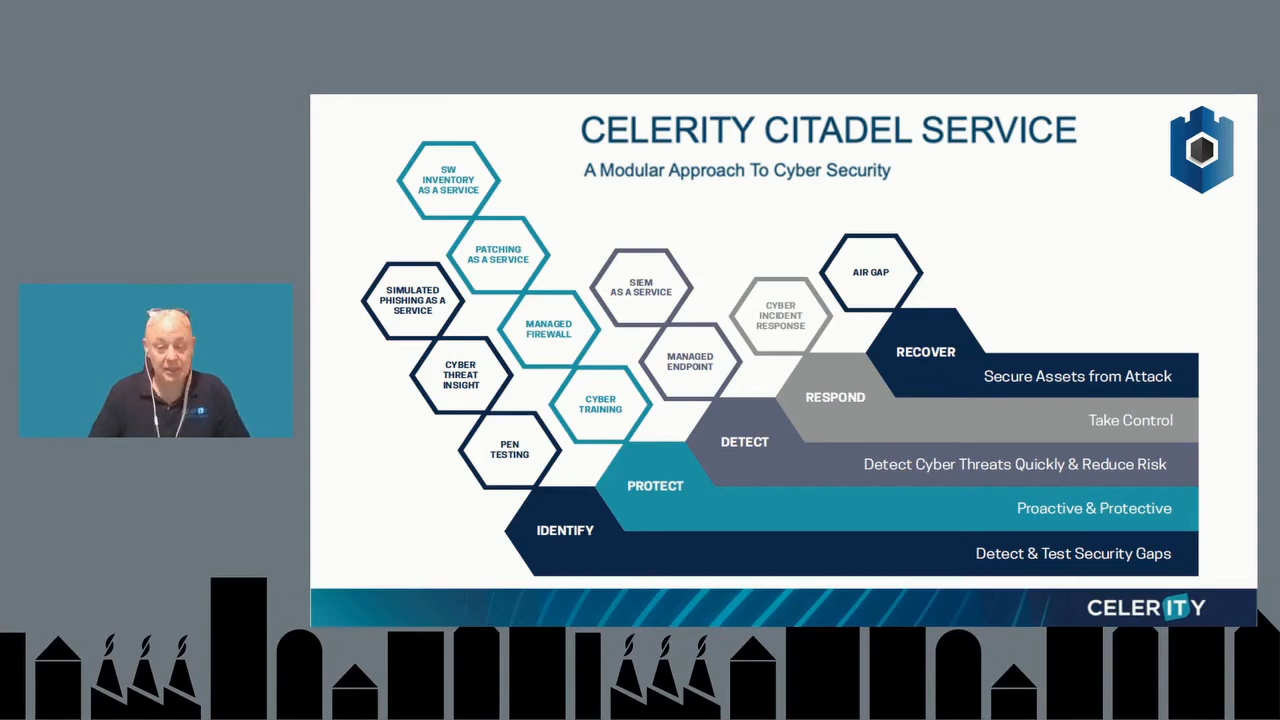 CELERITY CITADEL SERVICE
A Modular Approach To Cyber Security
SW
INVENTORY
AS A SERVICE
PATCHING
AS A SERVICE
SIMULATED
PHISHING AS A
SERVICE
MANAGED
FIREWALL
CYBER
THREAT
INSIGHT
CYBER
TRAINING
PEN
TESTING
SIEM
AS A SERVICE
MANAGED
ENDPOINT
CYBER
INCIDENT
RESPONSE
AIR GAP
RECOVER
Secure Assets from Attack
RESPOND
Take Control
DETECT
Detect Cyber Threats Quickly & Reduce Risk
PROTECT
Proactive & Protective
IDENTIFY
Detect & Test Security Gaps
CELERITY